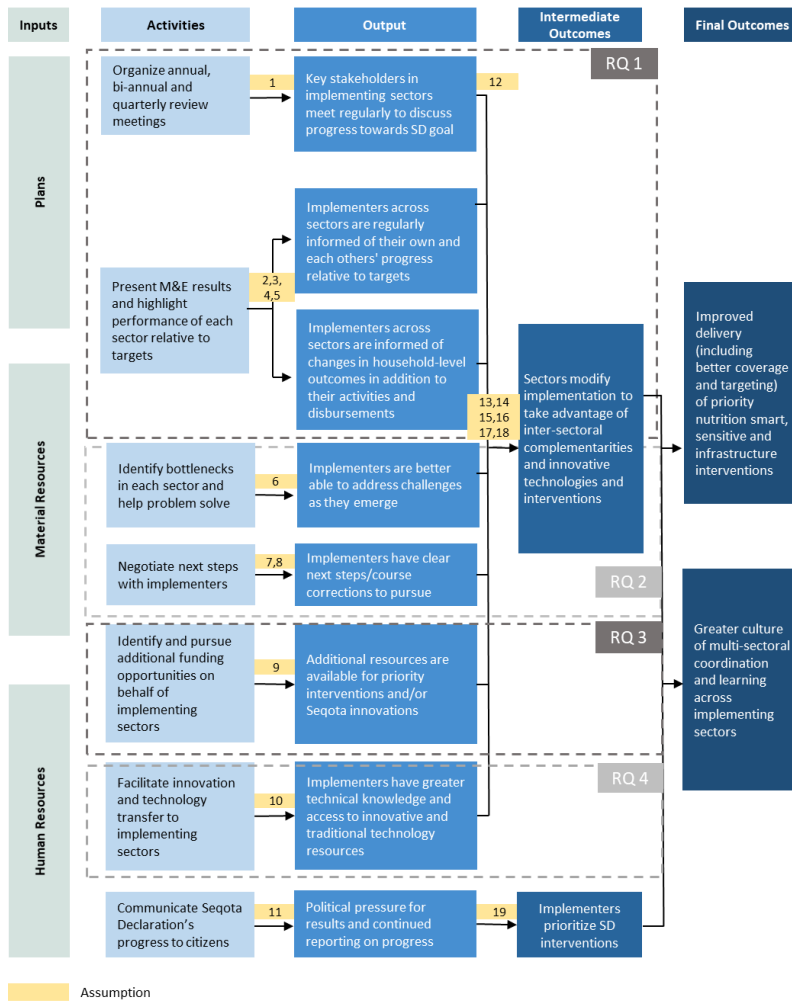 Inputs
Activities
Output
Intermediate
Outcomes
Final Outcomes
RQ 1
Plans
Organize annual,
bi-annual and
quarterly review
meetings
1
Key stakeholders in
implementing sectors
meet regularly to discuss
progress towards SD goal
12
Present M&E results
and highlight
performance of each
sector relative to
targets
2,3,
4,5
Implementers across
sectors are regularly
informed of their own and
each others' progress
relative to targets
Implementers across
sectors are informed of
changes in household-level
outcomes in addition to
their activities and
disbursements
13,14
15,16
17,18
Sectors modify
implementation to
take advantage of
inter-sectoral
complementarities
and innovative
technologies and
interventions
Improved
delivery
(including
better coverage
and targeting)
of priority
nutrition smart,
sensitive and
infrastructure
interventions
Material Resources
Identify bottlenecks
in each sector and
help problem solve
6
Implementers are better
able to address challenges
as they emerge
Negotiate next steps
with implementers
7,8
Implementers have clear
next steps/course
corrections to pursue
RQ 2
RQ 3
Identify and pursue
additional funding
opportunities on
behalf of
implementing
sectors
9
Additional resources are
available for priority
interventions and/or
Seqota innovations
Greater culture
of multi-sectoral
coordination
and learning
across
implementing
sectors
Human Resources
RQ 4
Facilitate innovation
and technology
transfer to
implementing
sectors
10
Implementers have greater
technical knowledge and
access to innovative and
traditional technology
resources
Communicate Seqota
Declaration's
progress to citizens
11
Political pressure for
results and continued
reporting on progress
19
Implementers
prioritize SD
interventions
Assumption